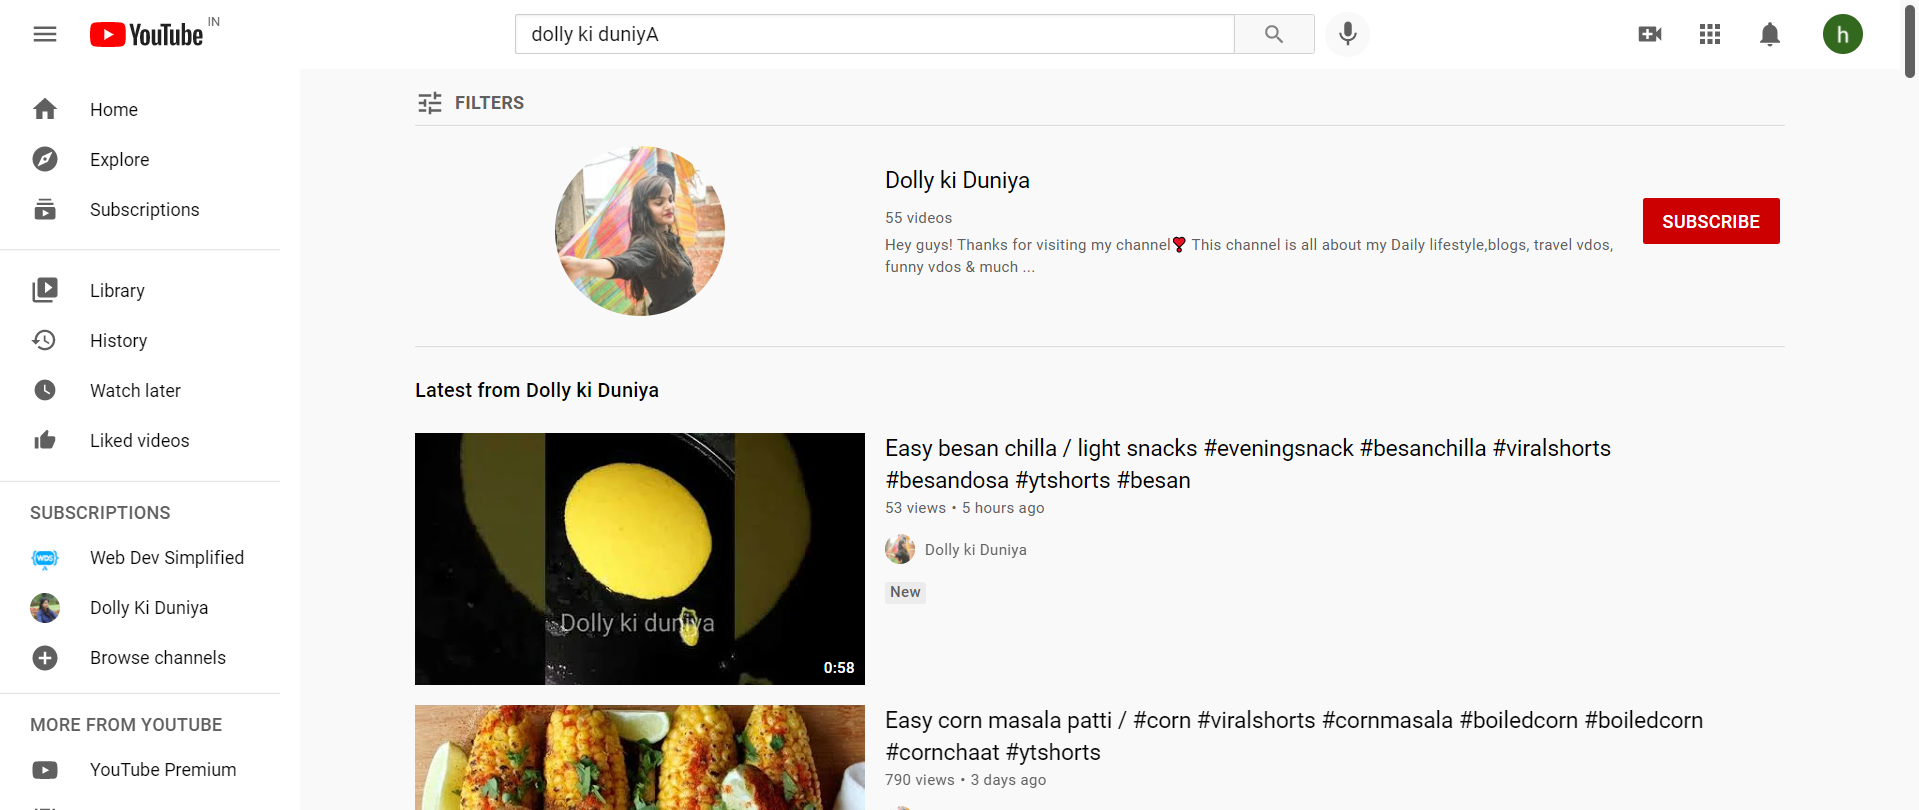 YouTube IN
dolly ki duniyA
h
Home
Explore
Subscriptions
Library
History
Watch later
Liked videos
SUBSCRIPTIONS
WDS Web Dev Simplified
Dolly Ki Duniya
Browse channels
MORE FROM YOUTUBE
YouTube Premium
FILTERS
Dolly ki Duniya
55 videos
Hey guys! Thanks for visiting my channel❣ This channel is all about my Daily lifestyle,blogs, travel vdos,
funny vdos & much ...
SUBSCRIBE
Latest from Dolly ki Duniya
Dolly ki duniya
0:58
Easy besan chilla / light snacks #eveningsnack #besanchilla #viralshorts
#besandosa #ytshorts #besan
53 views • 5 hours ago
Dolly ki Duniya
New
Easy corn masala patti / #corn #viralshorts #cornmasala #boiledcorn #boiledcorn
#cornchaat #ytshorts
790 views • 3 days ago